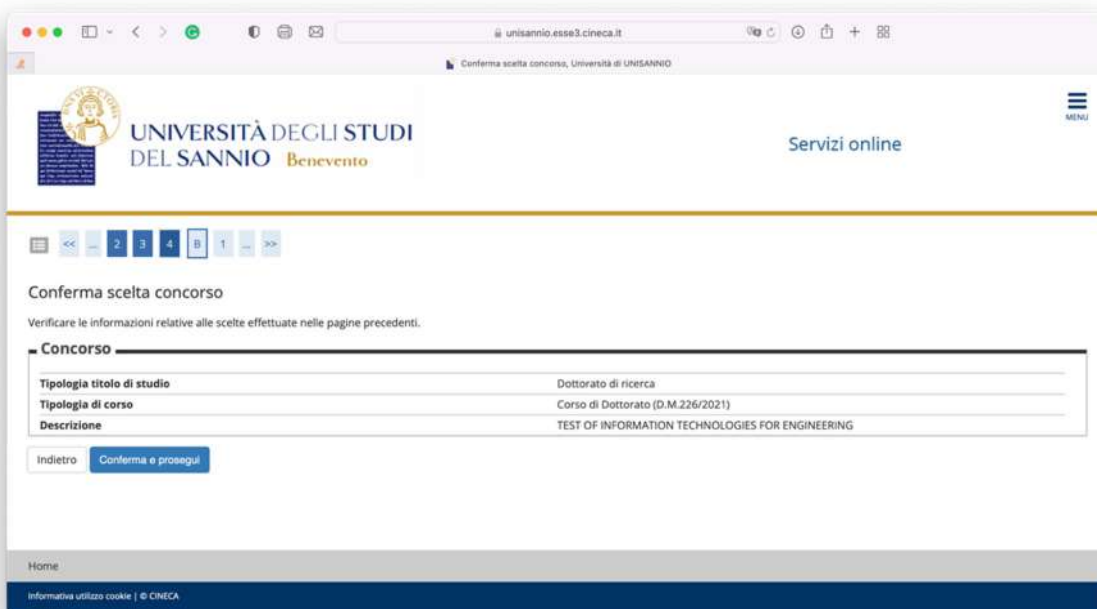 unisannio.esse3.cineca.it
Conferma scelta concorso, Università di UNISANNIO
UNIVERSITÀ DEGLI STUDI
DEL SANNIO Benevento
Servizi online
MENU
<< ... 2 3 4 B 1 ... >>
Conferma scelta concorso
Verificare le informazioni relative alle scelte effettuate nelle pagine precedenti.
Concorso
Tipologia titolo di studio Dottorato di ricerca
Tipologia di corso Corso di Dottorato (D.M.226/2021)
Descrizione TEST OF INFORMATION TECHNOLOGIES FOR ENGINEERING
Indietro Conferma e prosegui
Home
Informativa utilizzo cookie | © CINECA